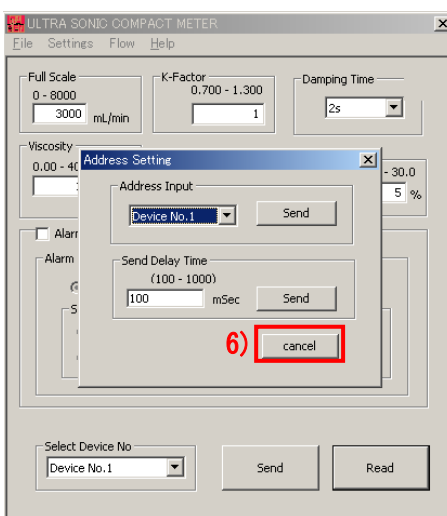 ULTRA SONIC COMPACT METER
File Settings Flow Help
Full Scale
0 - 8000
3000 mL/min
K-Factor
0.700 - 1.300
1
Damping Time
2s
Viscosity
0.00 - 40
- 30.0
5 %
Address Setting
Address Input
Device No.1
Send
Send Delay Time
(100 - 1000)
100 mSec
Send
6)
cancel
Alarm
Select Device No
Device No.1
Send
Read